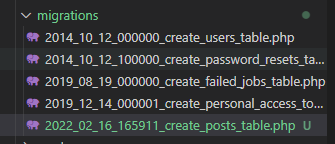 migrations
2014_10_12_000000_create_users_table.php
2014_10_12_100000_create_password_resets_ta...
2019_08_19_000000_create_failed_jobs_table.php
2019_12_14_000001_create_personal_access_to...
2022_02_16_165911_create_posts_table.php U